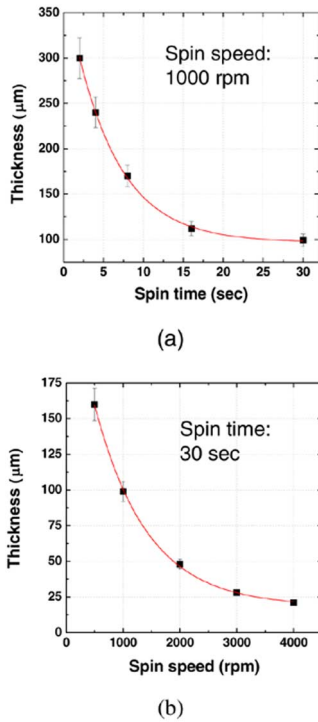 350
300
250
200
150
100
Thickness (μm)
Spin speed:
1000 rpm
0 5 10 15 20 25 30
Spin time (sec)
(a)
175
150
125
100
75
50
25
0
Thickness (μm)
Spin time:
30 sec
1000 2000 3000 4000
Spin speed (rpm)
(b)